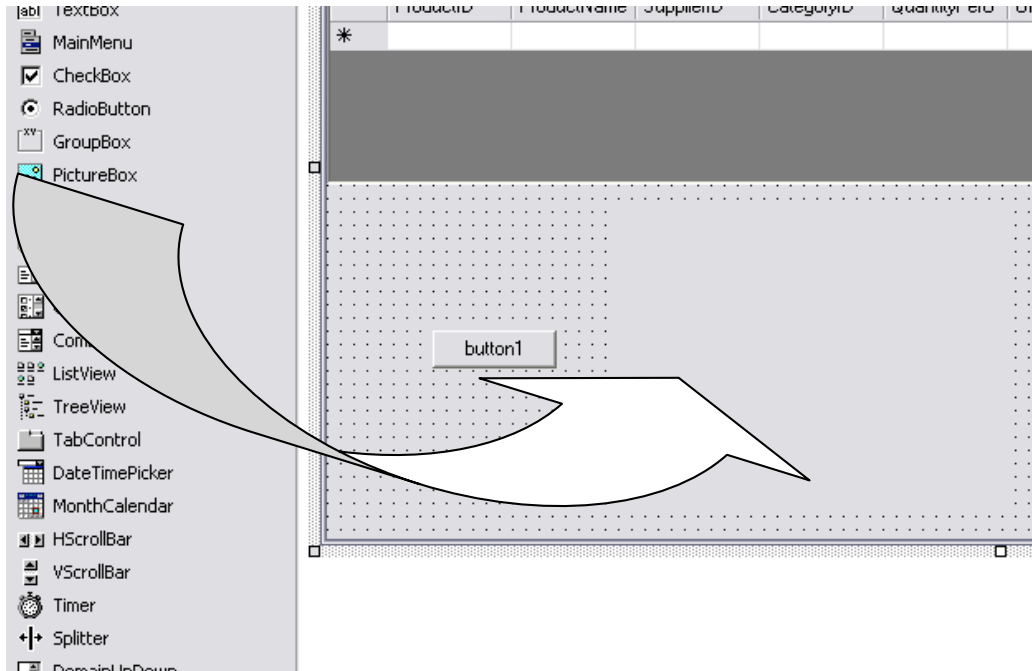 TextBox
MainMenu
CheckBox
RadioButton
GroupBox
PictureBox
ListView
TreeView
TabControl
DateTimePicker
MonthCalendar
HScrollBar
VScrollBar
Timer
Splitter
DomainUpDown
ProductID ProductName SupplierID CategoryID
button1